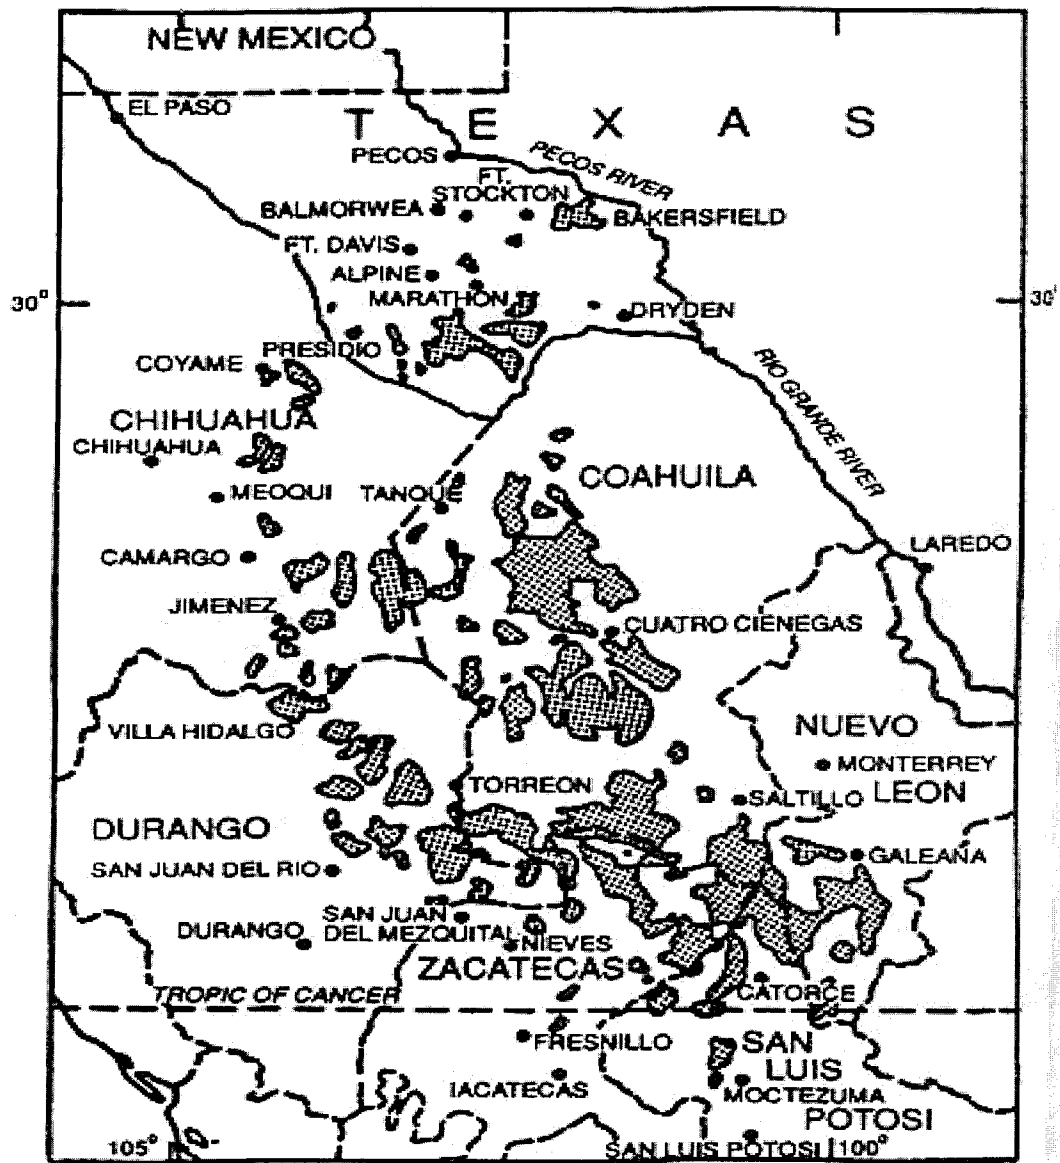 NEW MEXICO
EL PASO
T E X A S
PECOS
PECOS RIVER
FT.
STOCKTON
BALMORWEA
BAKERSFIELD
FT. DAVIS
ALPINE
30°
MARATHON
30'
DRYDEN
PRESIDIO
COYAME
RIO GRANDE RIVER
CHIHUAHUA
CHIHUAHUA
COAHUILA
MEOQUI
TANQUE
CAMARGO
LAREDO
JIMENEZ
CUATRO CIENEGAS
VILLA HIDALGO
NUEVO
MONTERREY
TORREON
SALTILLO
LEON
DURANGO
GALEAÑA
SAN JUAN DEL RIO
SAN JUAN
DEL MEZQUITAL
DURANGO
NIEVES
ZACATECAS
TROPIC OF CANCER
CATORCE
FRESNILLO
SAN
LUIS
IACATECAS
MOCTEZUMA
POTOSI
105°
SAN LUIS POTOSI
100°